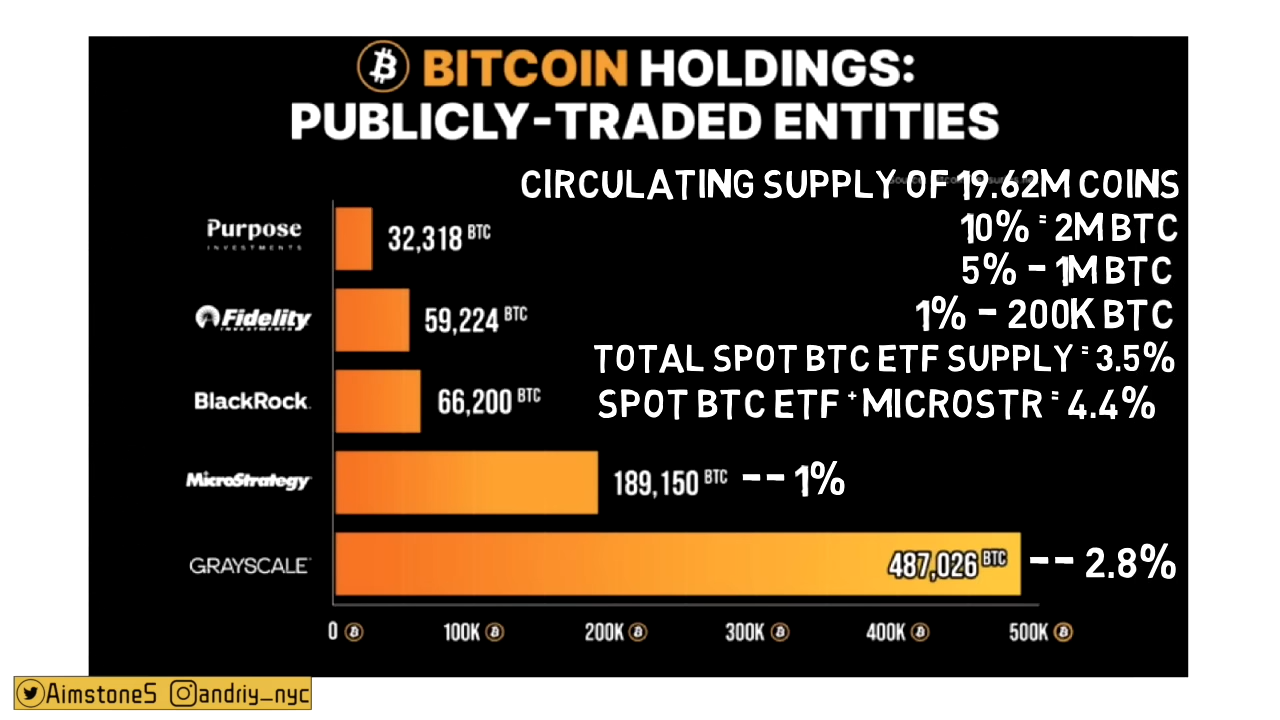 BITCOIN HOLDINGS:
PUBLICLY-TRADED ENTITIES
CIRCULATING SUPPLY OF 19.62M COINS
10% = 2M BTC
5% - 1M BTC
1% - 200K BTC
TOTAL SPOT BTC ETF SUPPLY = 3.5%
SPOT BTC ETF + MICROSTR = 4.4%
Purpose
INVESTMENTS
32,318 BTC
Fidelity
INVESTMENTS
59,224 BTC
BlackRock.
66,200 BTC
MicroStrategy
189,150 BTC -- 1%
GRAYSCALE
487,026 BTC -- 2.8%
0 100K 200K 300K 400K 500K
AimstoneS andriy_nyc